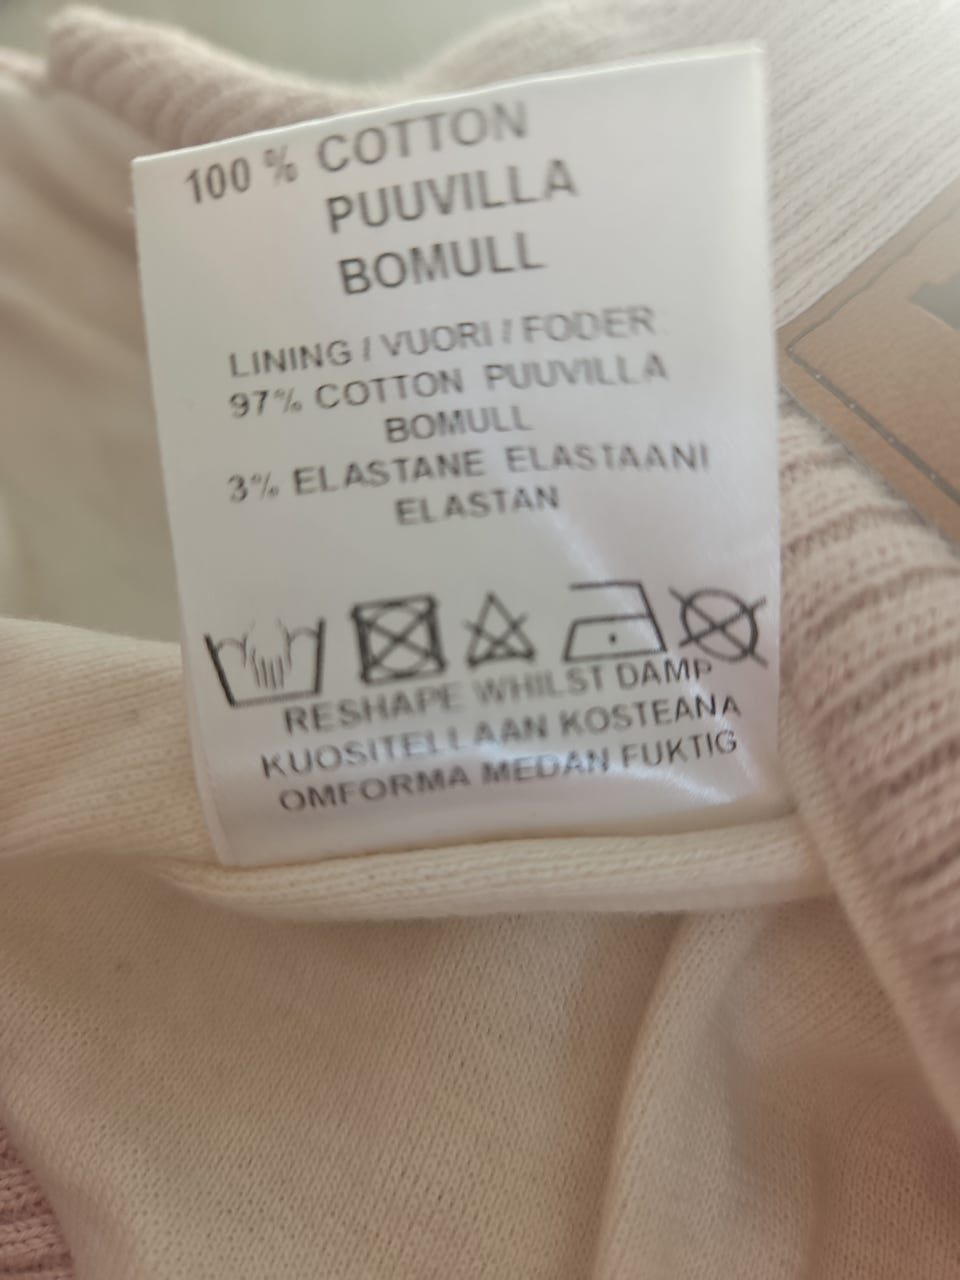 100 % COTTON
PUUVILLA
BOMULL
LINING / VUORI / FODER
97% COTTON PUUVILLA
BOMULL
3% ELASTANE ELASTAANI
ELASTAN
RESHAPE WHILST DAMP
KUOSITELLAAN KOSTEANA
OMFORMA MEDAN FUKTIG